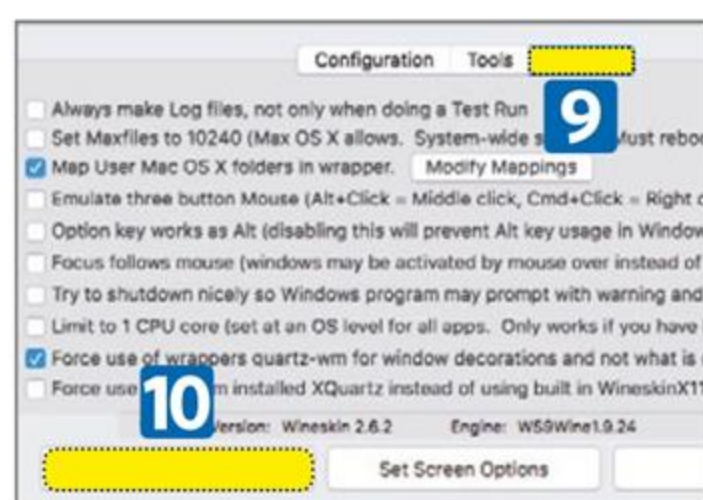 Configuration Tools
9
Always make Log files, not only when doing a Test Run
Set Maxfiles to 10240 (Max OS X allows. System-wide s Must reboo
Map User Mac OS X folders in wrapper. Modify Mappings
Emulate three button Mouse (Alt+Click = Middle click, Cmd+Click = Right c
Option key works as Alt (disabling this will prevent Alt key usage in Window
Focus follows mouse (windows may be activated by mouse over instead of
Try to shutdown nicely so Windows program may prompt with warning and
Limit to 1 CPU core (set at an OS level for all apps. Only works if you have
Force use of wrappers quartz-wm for window decorations and not what is
Force use m installed XQuartz instead of using built in WineskinX11
10
Version: Wineskin 2.6.2 Engine: WS9Wine1.9.24
Set Screen Options